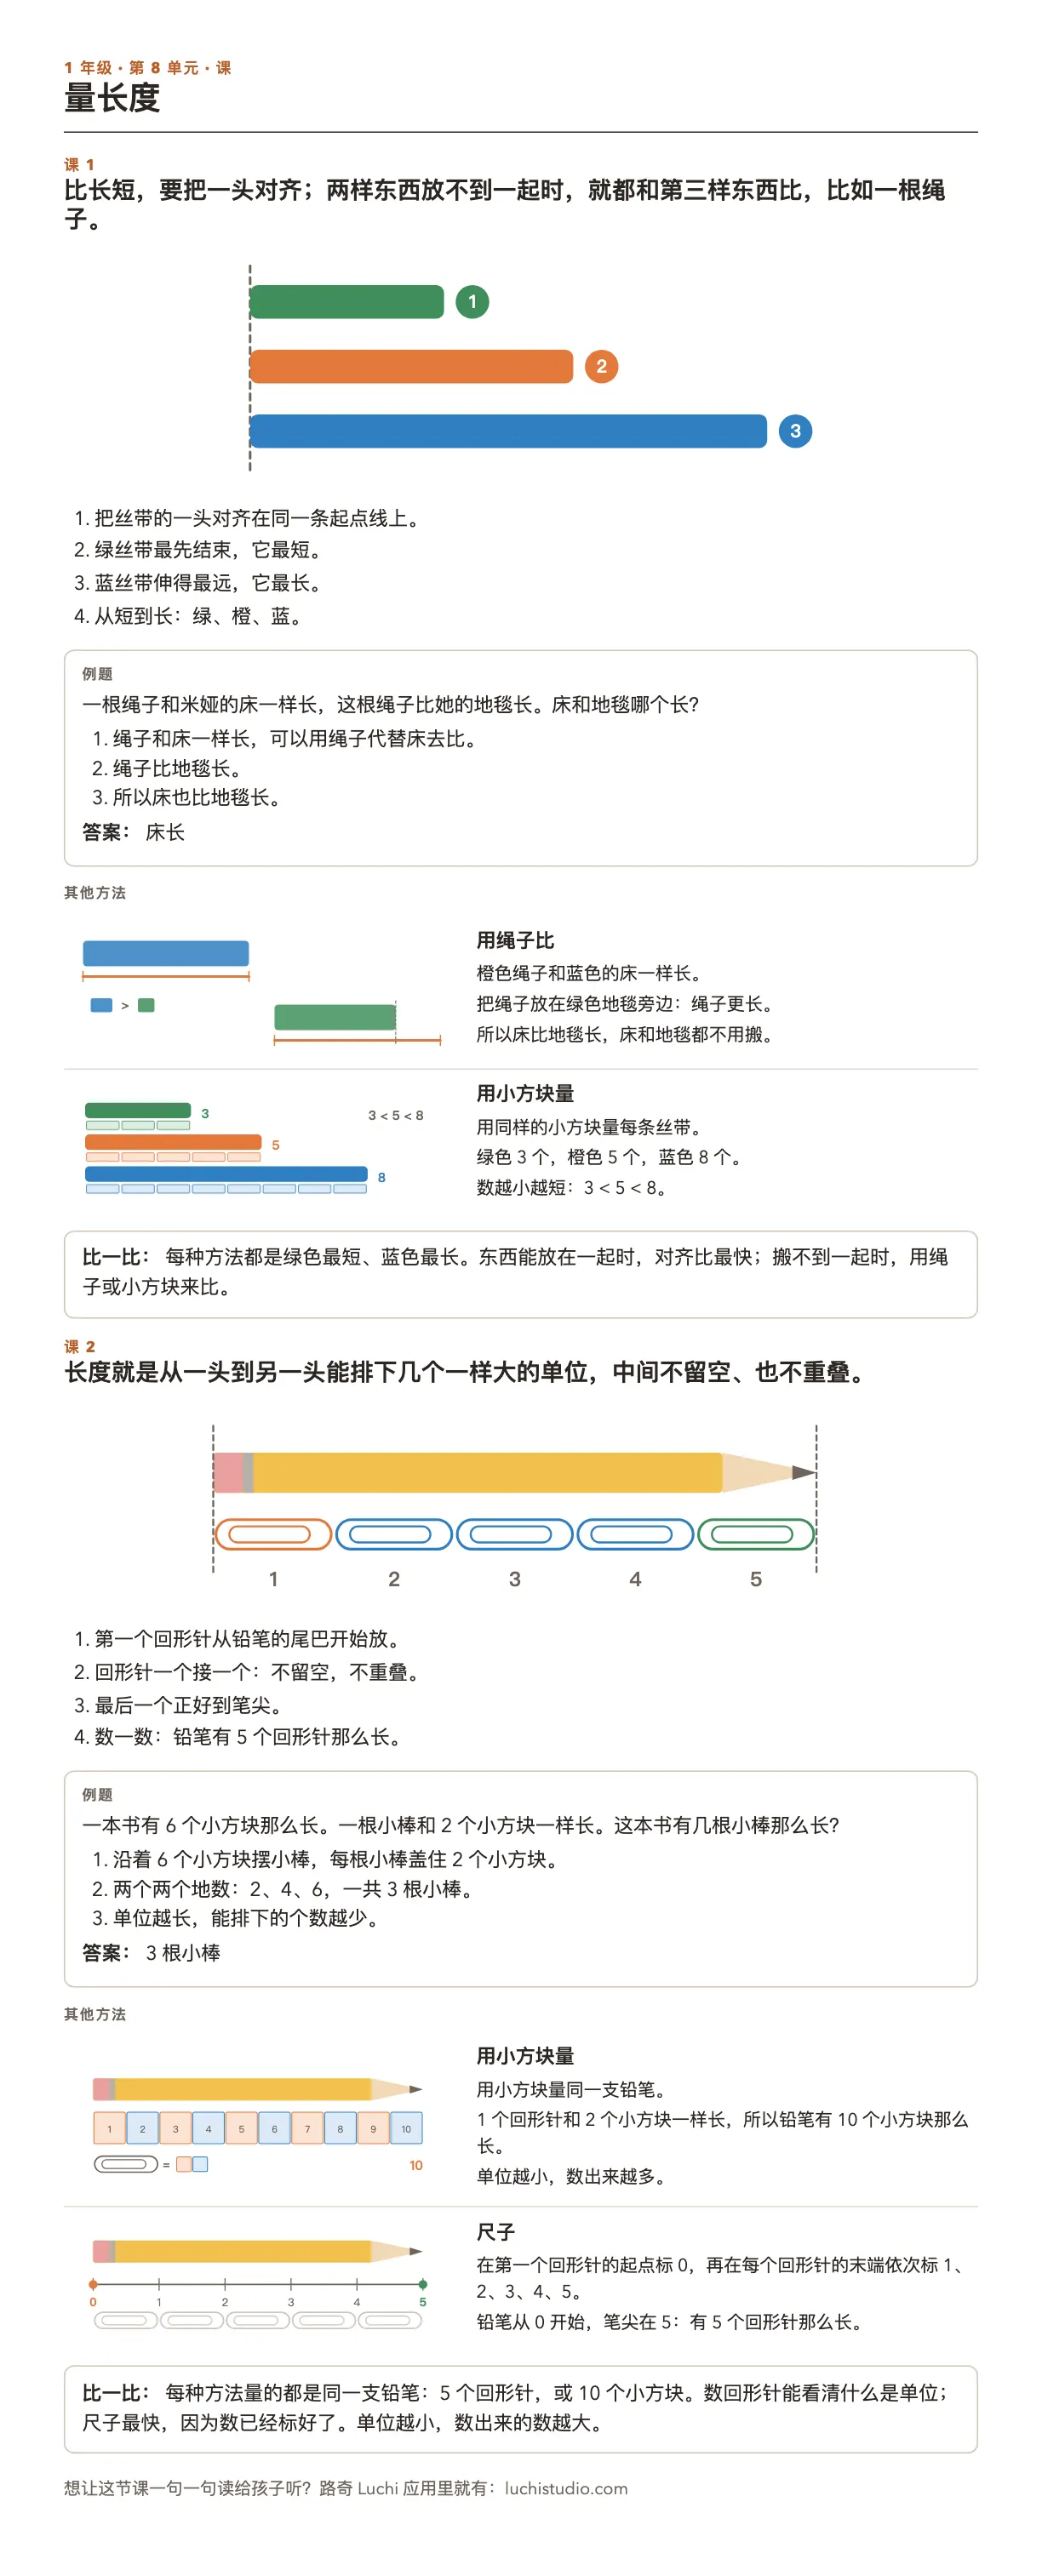 1 年级 · 第 8 单元 · 课
量长度
课 1
比长短，要把一头对齐；两样东西放不到一起时，就都和第三样东西比，比如一根绳
子。
1
2
3
1. 把丝带的一头对齐在同一条起点线上。
2. 绿丝带最先结束，它最短。
3. 蓝丝带伸得最远，它最长。
4. 从短到长：绿、橙、蓝。
例题
一根绳子和米娅的床一样长，这根绳子比她的地毯长。床和地毯哪个长？
1. 绳子和床一样长，可以用绳子代替床去比。
2. 绳子比地毯长。
3. 所以床也比地毯长。
答案： 床长
其他方法
>
用绳子比
橙色绳子和蓝色的床一样长。
把绳子放在绿色地毯旁边：绳子更长。
所以床比地毯长，床和地毯都不用搬。
3
3 < 5 < 8
5
8
用小方块量
用同样的小方块量每条丝带。
绿色 3 个，橙色 5 个，蓝色 8 个。
数越小越短：3 < 5 < 8。
比一比： 每种方法都是绿色最短、蓝色最长。东西能放在一起时，对齐比最快；搬不到一起时，用绳
子或小方块来比。
课 2
长度就是从一头到另一头能排下几个一样大的单位，中间不留空、也不重叠。
1 2 3 4 5
1. 第一个回形针从铅笔的尾巴开始放。
2. 回形针一个接一个：不留空，不重叠。
3. 最后一个正好到笔尖。
4. 数一数：铅笔有 5 个回形针那么长。
例题
一本书有 6 个小方块那么长。一根小棒和 2 个小方块一样长。这本书有几根小棒那么长？
1. 沿着 6 个小方块摆小棒，每根小棒盖住 2 个小方块。
2. 两个两个地数：2、4、6，一共 3 根小棒。
3. 单位越长，能排下的个数越少。
答案： 3 根小棒
其他方法
1 2 3 4 5 6 7 8 9 10
= 10
用小方块量
用小方块量同一支铅笔。
1 个回形针和 2 个小方块一样长，所以铅笔有 10 个小方块那么
长。
单位越小，数出来越多。
0 1 2 3 4 5
尺子
在第一个回形针的起点标 0，再在每个回形针的末端依次标 1、
2、3、4、5。
铅笔从 0 开始，笔尖在 5：有 5 个回形针那么长。
比一比： 每种方法量的都是同一支铅笔：5 个回形针，或 10 个小方块。数回形针能看清什么是单位；
尺子最快，因为数已经标好了。单位越小，数出来的数越大。
想让这节课一句一句读给孩子听？路奇 Luchi 应用里就有：luchistudio.com